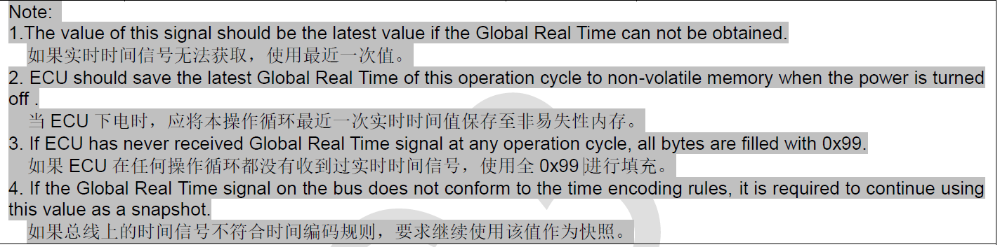 Note:
1.The value of this signal should be the latest value if the Global Real Time can not be obtained.
如果实时时间信号无法获取，使用最近一次值。
2. ECU should save the latest Global Real Time of this operation cycle to non-volatile memory when the power is turned
off .
当 ECU 下电时，应将本操作循环最近一次实时时间值保存至非易失性内存。
3. If ECU has never received Global Real Time signal at any operation cycle, all bytes are filled with 0x99.
如果 ECU 在任何操作循环都没有收到过实时时间信号，使用全 0x99 进行填充。
4. If the Global Real Time signal on the bus does not conform to the time encoding rules, it is required to continue using
this value as a snapshot.
如果总线上的时间信号不符合时间编码规则，要求继续使用该值作为快照。